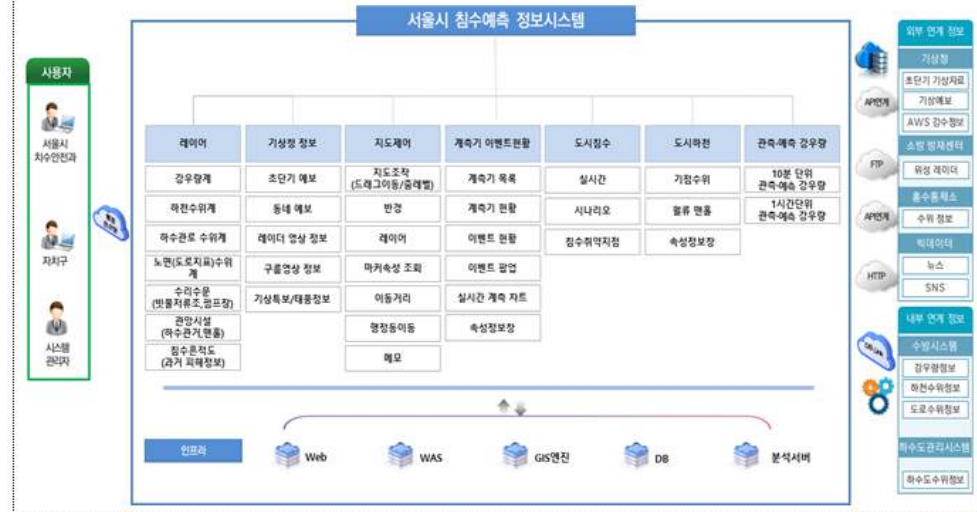 서울시 침수예측 정보시스템
사용자
서울시
치수안전과
자치구
시스템
관리자
레이어
강우량계
하천수위계
하수관로 수위계
노면(도로지표)수위
계
수리수문
(빗물저류조,펌프장)
관망시설
(하수관거,맨홀)
침수흔적도
(과거 피해정보)
기상청 정보
초단기 예보
동네 예보
레이더 영상 정보
구름영상 정보
기상특보/태풍정보
지도제어
지도조작
(드래그이동/줌레벨)
반경
레이어
마커속성 조회
이동거리
행정동이동
메모
계측기 이벤트현황
계측기 목록
계측기 현황
이벤트 현황
이벤트 팝업
실시간 계측 차트
속성정보창
도시침수
실시간
시나리오
침수취약지점
도시하천
기점수위
월류 맨홀
속성정보창
관측-예측 강우량
10분 단위
관측-예측 강우량
1시간단위
관측-예측 강우량
인프라
Web
WAS
GIS엔진
DB
분석서버
외부 연계 정보
기상청
API연계
초단기 기상자료
기상예보
AWS 강수정보
소방 방재센터
FTP
위성 레이더
홍수통제소
API연계
수위 정보
빅데이터
HTTP
뉴스
SNS
내부 연계 정보
수방시스템
강우량정보
하천수위정보
도로수위정보
하수도관리시스템
하수도수위정보